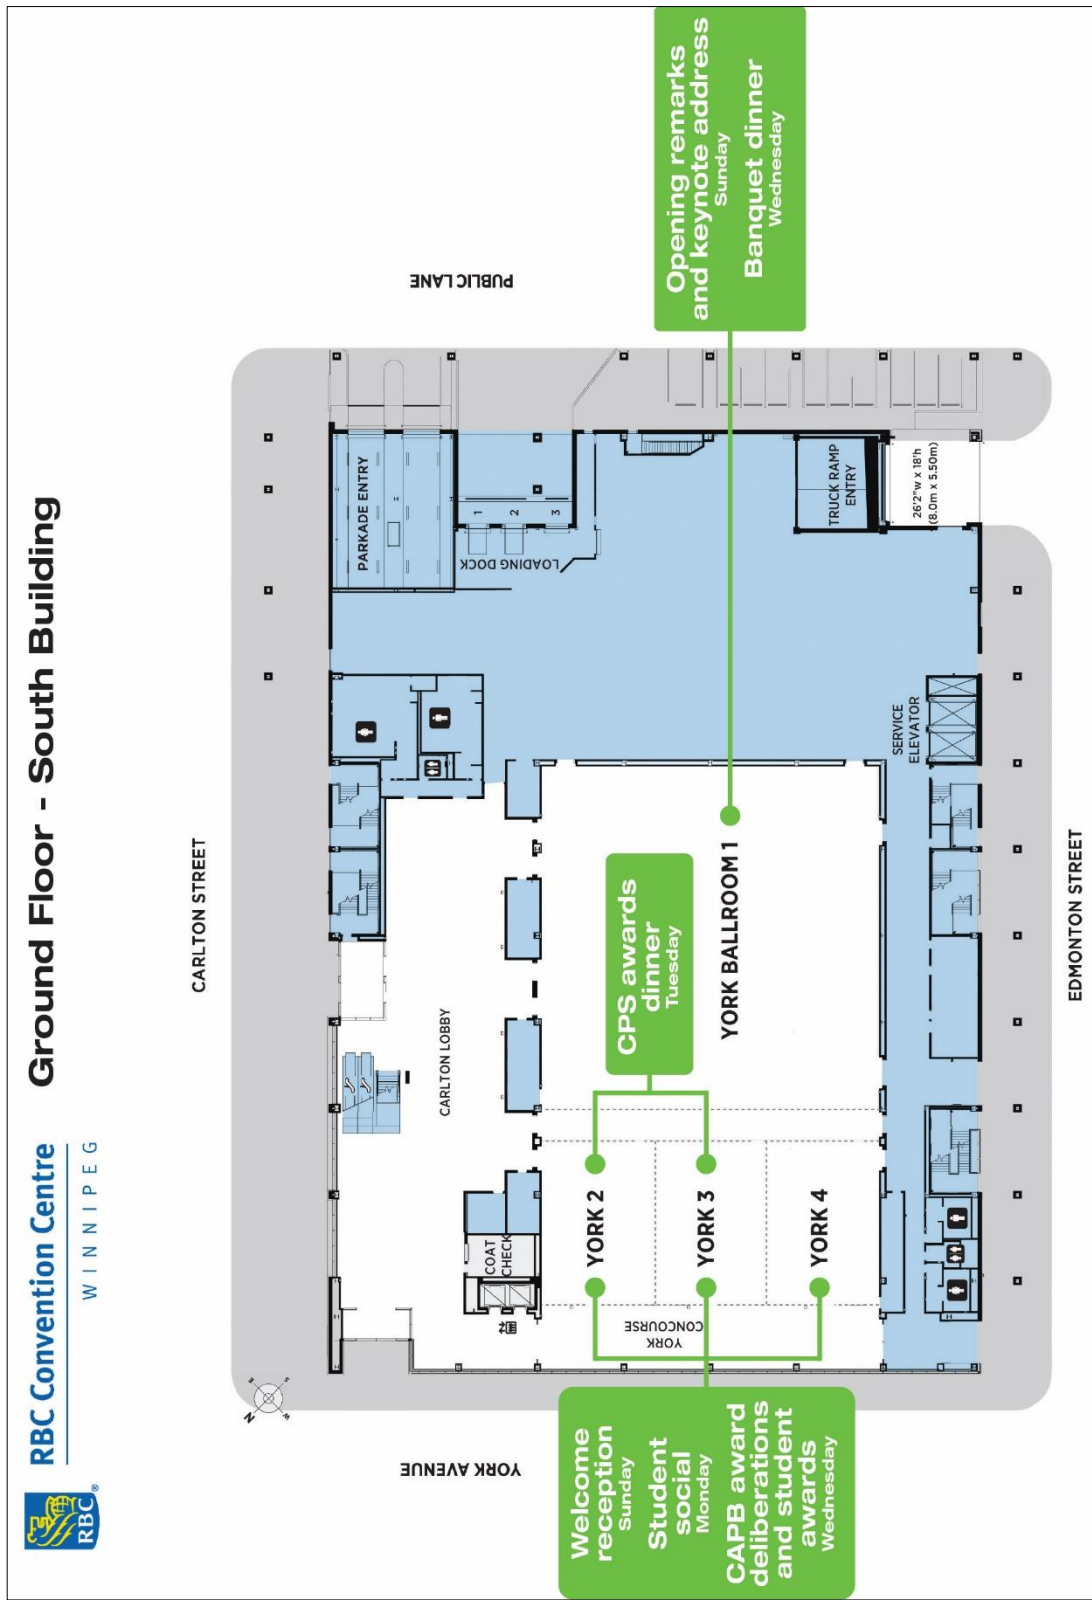 RBC
®
RBC Convention Centre
WINNIPEG
Ground Floor - South Building
CARLTON STREET
YORK AVENUE
PUBLIC LANE
EDMONTON STREET
N
E
S
W
PARKADE ENTRY
1
2
3
LOADING DOCK
TRUCK RAMP
ENTRY
26'2"w x 18'h
(8.0m x 5.50m)
SERVICE
ELEVATOR
CARLTON LOBBY
COAT
CHECK
YORK
CONCOURSE
YORK 2
YORK 3
YORK 4
YORK BALLROOM 1
Welcome
reception
Sunday
Student
social
Monday
CAPB award
deliberations
and student
awards
Wednesday
CPS awards
dinner
Tuesday
Opening remarks
and keynote address
Sunday
Banquet dinner
Wednesday